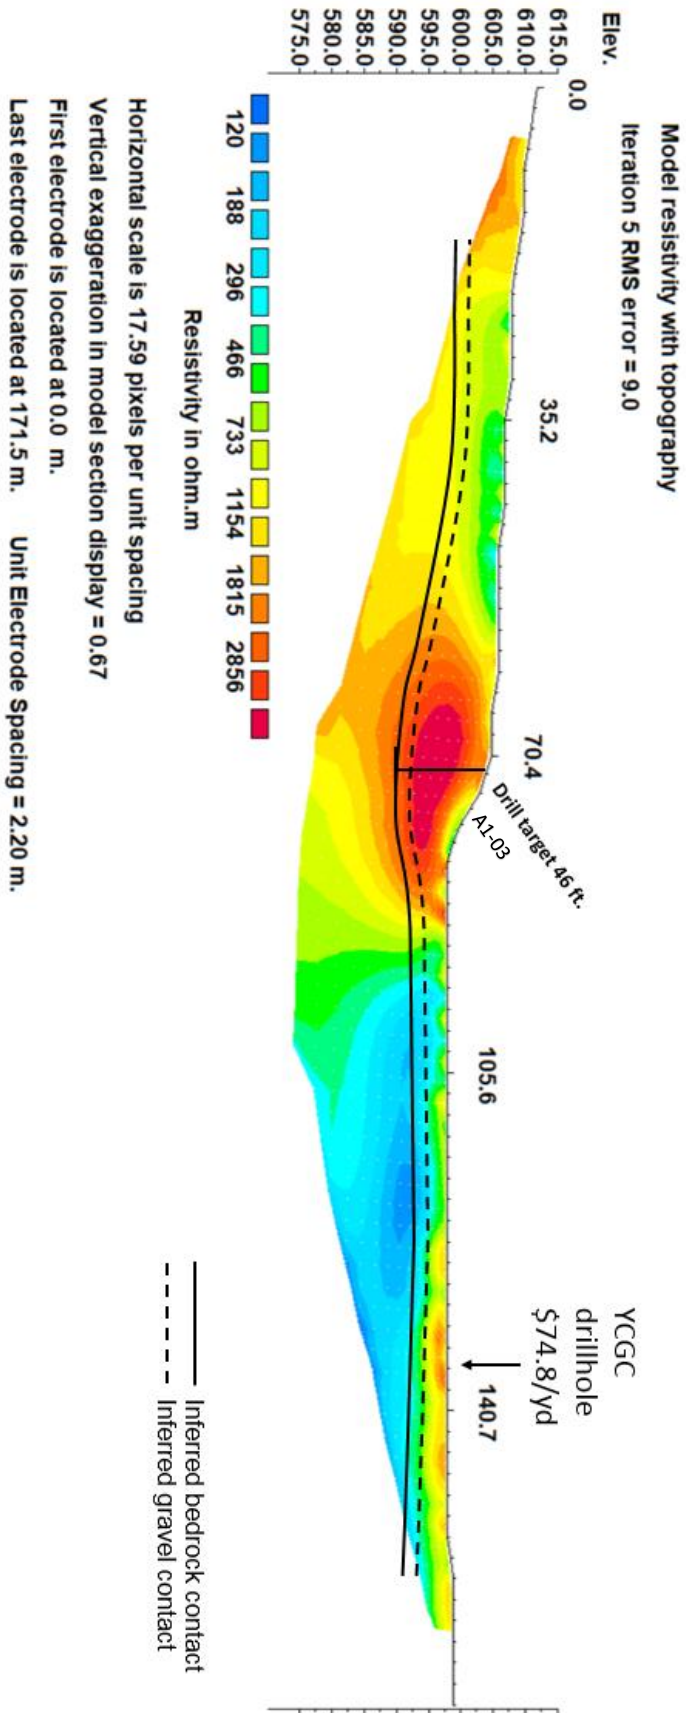 Model resistivity with topography
Iteration 5 RMS error = 9.0
Elev.
0.0
35.2
70.4
105.6
140.7
615.0
610.0
605.0
600.0
595.0
590.0
585.0
580.0
575.0
YCGC
drillhole
$74.8/yd
Drill target 46 ft.
A1-03
120 188 296 466 733 1154 1815 2856
Resistivity in ohm.m
Inferred bedrock contact
Inferred gravel contact
Horizontal scale is 17.59 pixels per unit spacing
Vertical exaggeration in model section display = 0.67
First electrode is located at 0.0 m.
Last electrode is located at 171.5 m. Unit Electrode Spacing = 2.20 m.